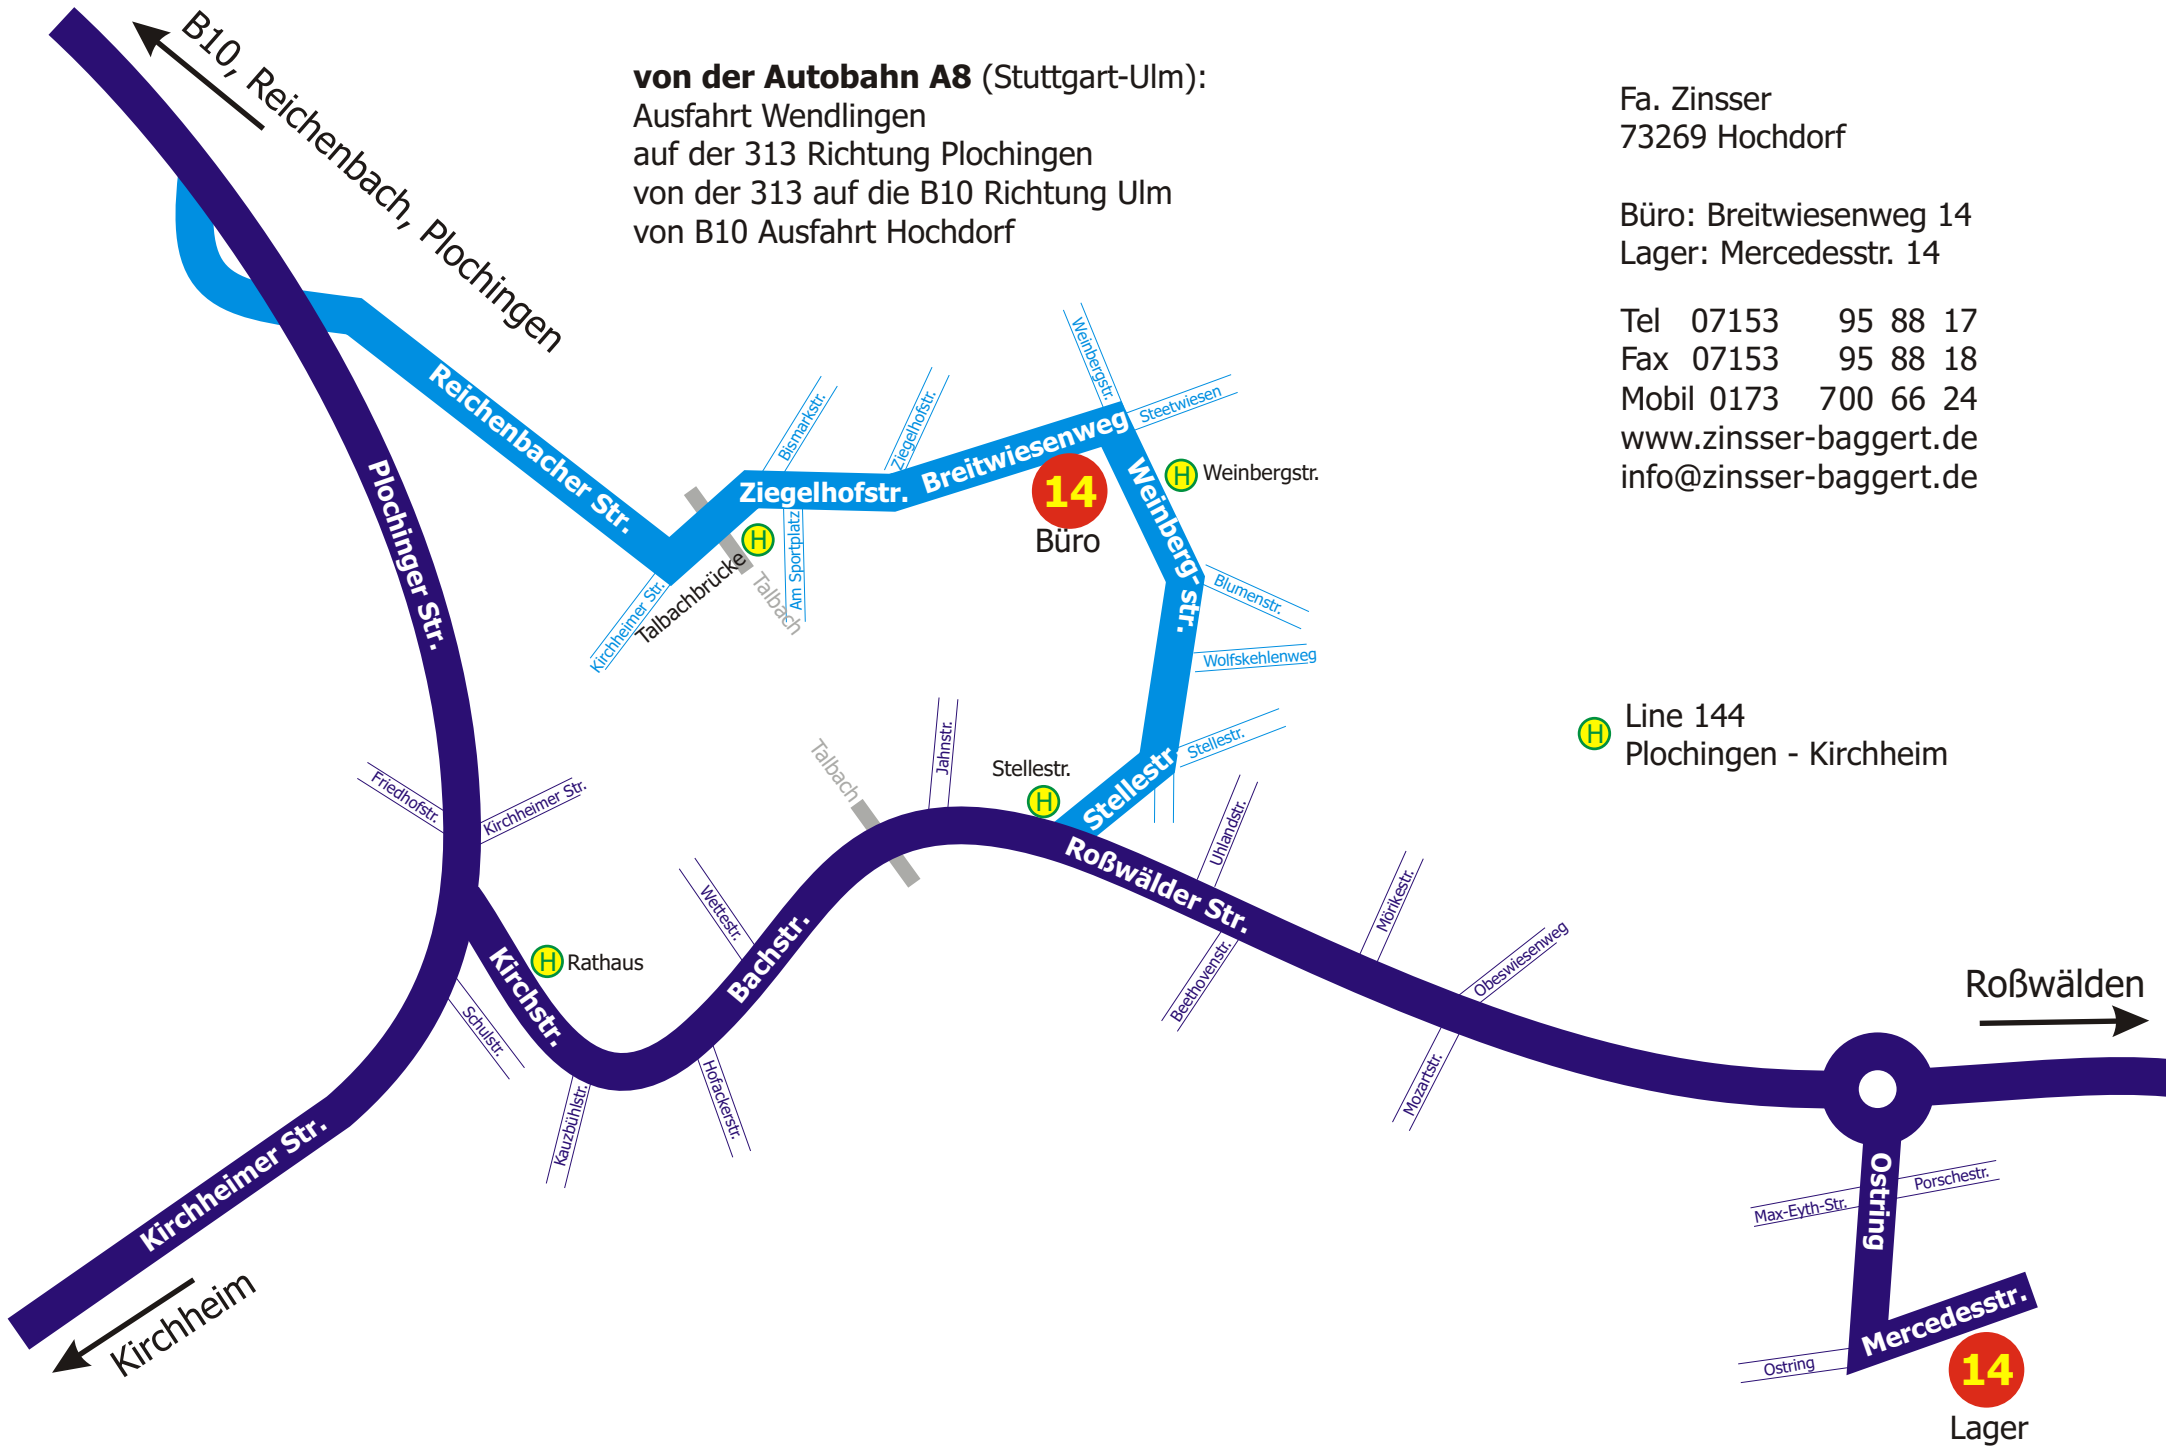 B10, Reichenbach, Plochingen
von der Autobahn A8 (Stuttgart-Ulm):
Ausfahrt Wendlingen
auf der 313 Richtung Plochingen
von der 313 auf die B10 Richtung Ulm
von B10 Ausfahrt Hochdorf
Fa. Zinsser
73269 Hochdorf
Büro: Breitwiesenweg 14
Lager: Mercedesstr. 14
Tel 07153 95 88 17
Fax 07153 95 88 18
Mobil 0173 700 66 24
www.zinsser-baggert.de
info@zinsser-baggert.de
Reichenbacher Str.
Plochinger Str.
Bismarkstr.
Ziegelhofstr.
Weinbergstr.
Steetwiesen
Ziegelhofstr.
Breitwiesenweg
14
Büro
H Weinbergstr.
Weinberg-
str.
H
Talbachbrücke
Talbach
Am Sportplatz
Kirchheimer Str.
Blumenstr.
Wolfskehlenweg
Stellestr.
Stellestr.
H
Stellestr
H Line 144
Plochingen - Kirchheim
Jahnstr.
Talbach
Friedhofstr.
Kirchheimer Str.
Uhlandstr.
Roßwälder Str.
Wettestr.
Bachstr.
Mörikestr.
Obeswiesenweg
Beethovenstr.
H Rathaus
Kirchstr.
Schulstr.
Kauzbühlstr.
Hofackerstr.
Mozartstr.
Roßwälden
Kirchheimer Str.
Kirchheim
Ostring
Porschestr.
Max-Eyth-Str.
Mercedesstr.
Ostring
14
Lager